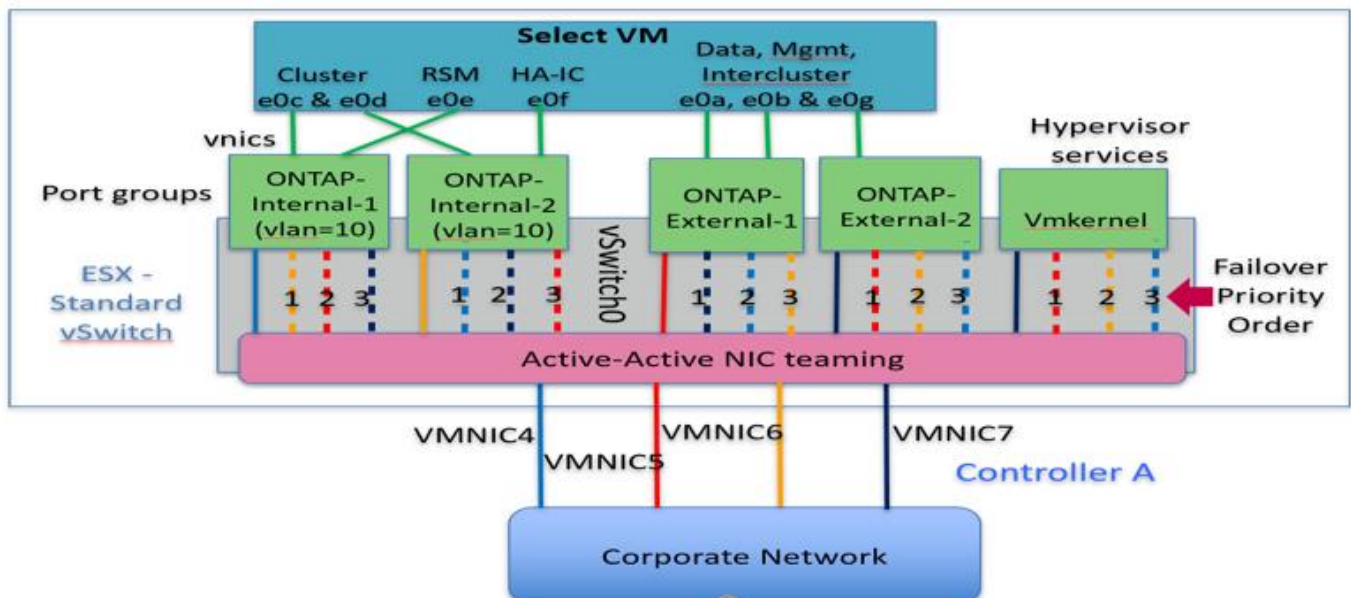 Select VM
Cluster
e0c & e0d
RSM
e0e
HA-IC
e0f
Data, Mgmt,
Intercluster
e0a, e0b & e0g
vnics
Hypervisor
services
Port groups
ONTAP-
Internal-1
(vlan=10)
ONTAP-
Internal-2
(vlan=10)
ONTAP-
External-1
ONTAP-
External-2
Vmkernel
ESX -
Standard
vSwitch
vSwitch0
1 2 3
1 2 3
1 2 3
1 2 3
1 2 3
Failover
Priority
Order
Active-Active NIC teaming
VMNIC4
VMNIC5
VMNIC6
VMNIC7
Controller A
Corporate Network